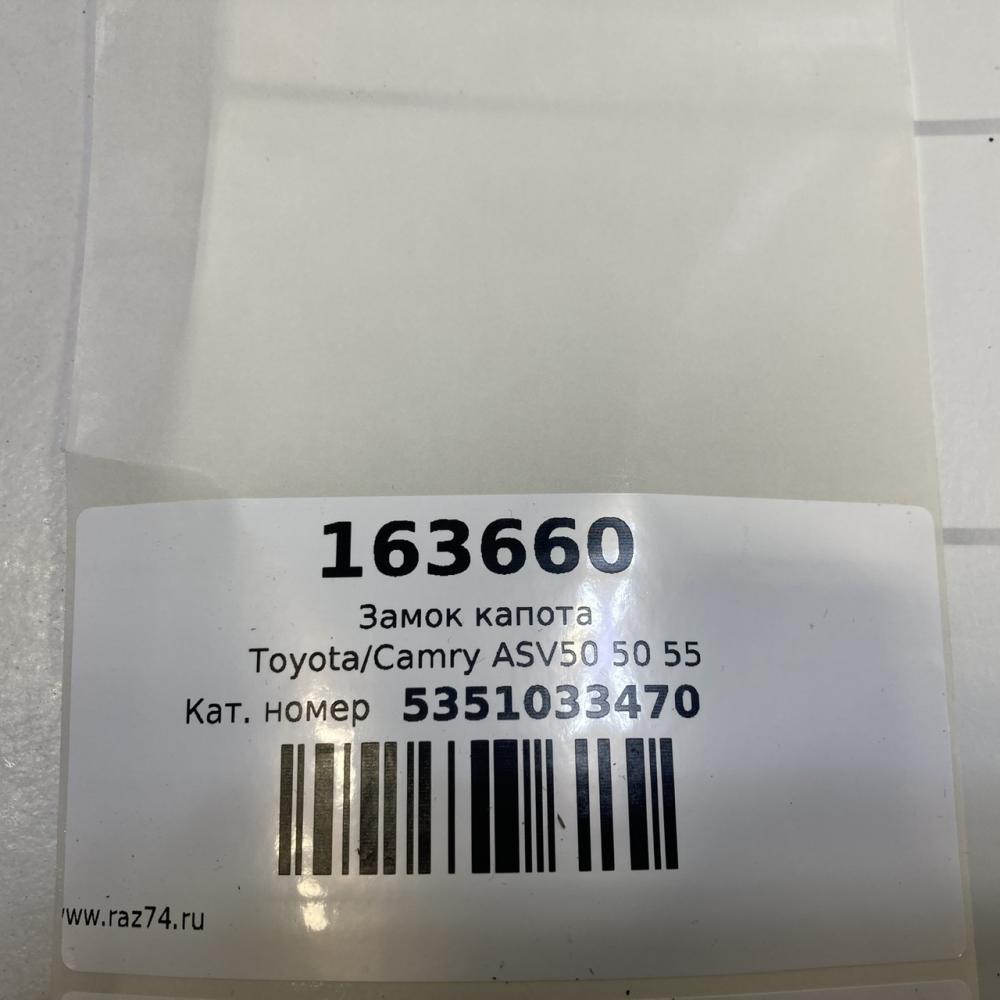 163660
Замок капота
Toyota/Camry ASV50 50 55
Кат. номер 5351033470
www.raz74.ru